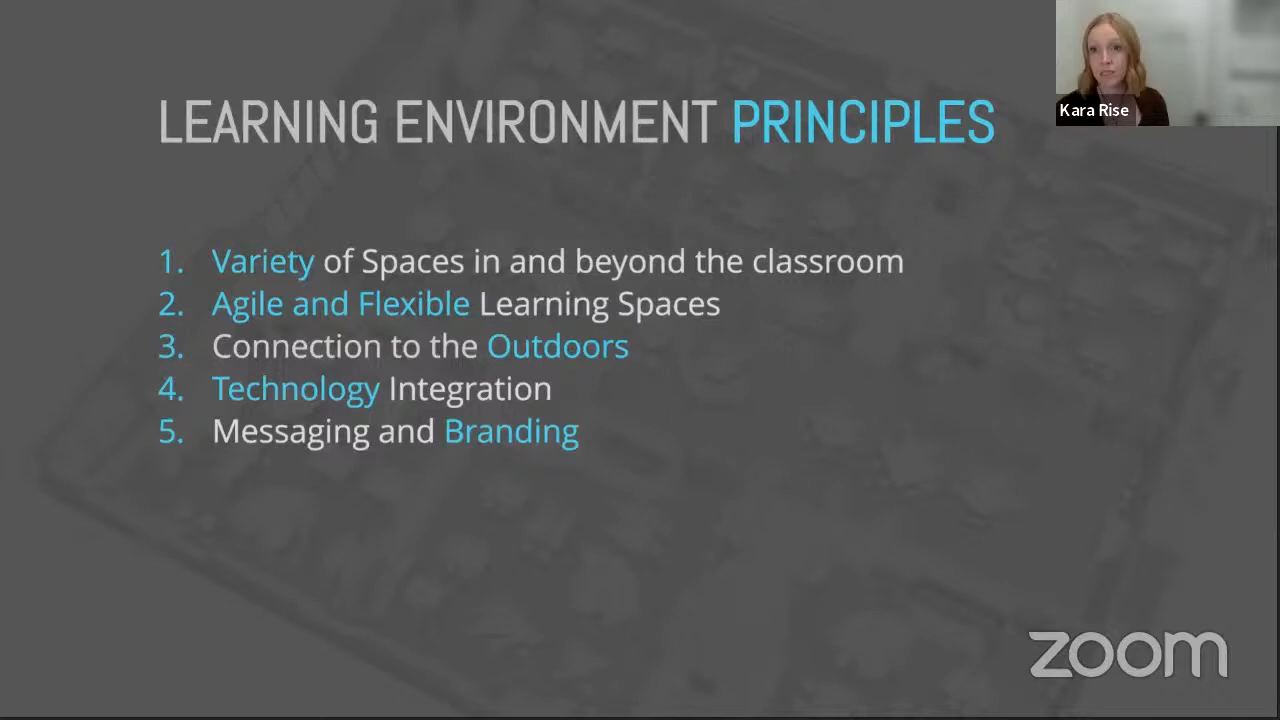 LEARNING ENVIRONMENT PRINCIPLES
Kara Rise
1. Variety of Spaces in and beyond the classroom
2. Agile and Flexible Learning Spaces
3. Connection to the Outdoors
4. Technology Integration
5. Messaging and Branding
zoom